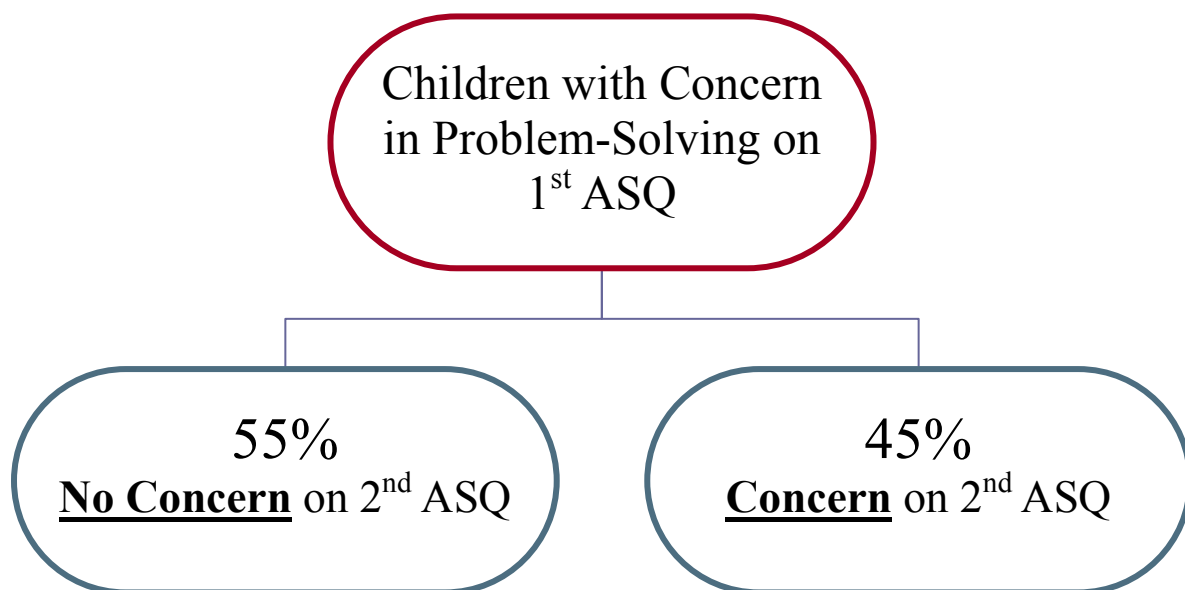 Children with Concern
in Problem-Solving on
1st ASQ
55%
No Concern on 2nd ASQ
45%
Concern on 2nd ASQ